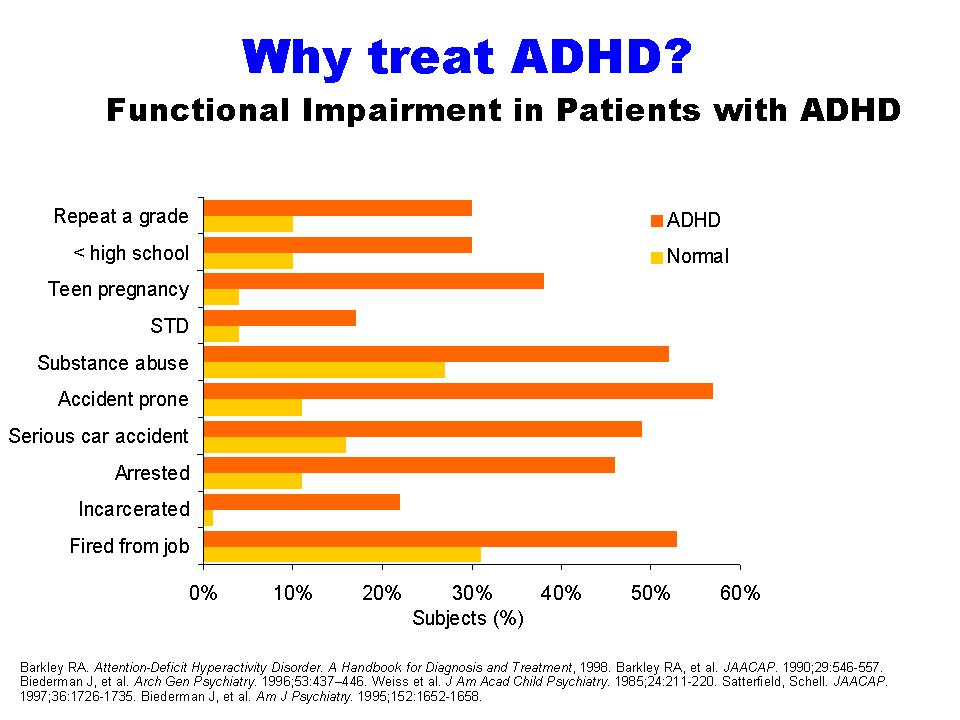 Why treat ADHD?
Functional Impairment in Patients with ADHD
Repeat a grade
< high school
Teen pregnancy
STD
Substance abuse
Accident prone
Serious car accident
Arrested
Incarcerated
Fired from job
ADHD
Normal
0% 10% 20% 30% 40% 50% 60%
Subjects (%)
Barkley RA. Attention-Deficit Hyperactivity Disorder. A Handbook for Diagnosis and Treatment, 1998. Barkley RA, et al. JAACAP. 1990;29:546-557.
Biederman J, et al. Arch Gen Psychiatry. 1996;53:437–446. Weiss et al. J Am Acad Child Psychiatry. 1985;24:211-220. Satterfield, Schell. JAACAP.
1997;36:1726-1735. Biederman J, et al. Am J Psychiatry. 1995;152:1652-1658.